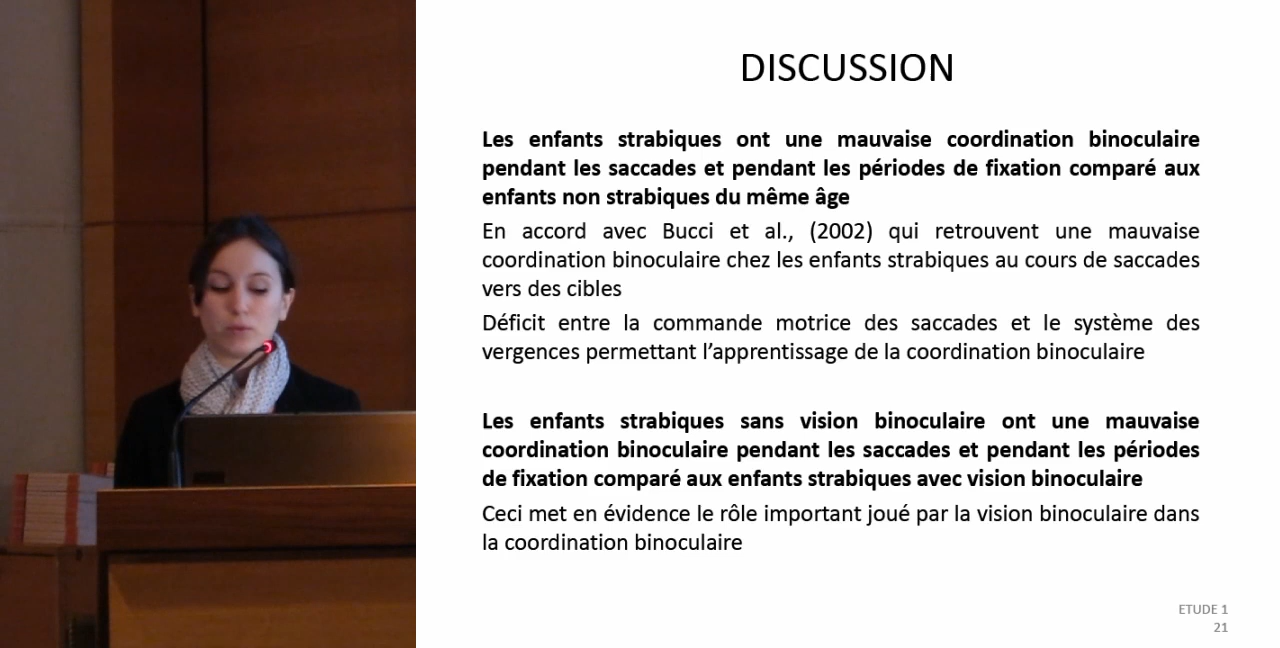 DISCUSSION
Les enfants strabiques ont une mauvaise coordination binoculaire
pendant les saccades et pendant les périodes de fixation comparé aux
enfants non strabiques du même âge
En accord avec Bucci et al., (2002) qui retrouvent une mauvaise
coordination binoculaire chez les enfants strabiques au cours de saccades
vers des cibles
Déficit entre la commande motrice des saccades et le système des
vergences permettant l’apprentissage de la coordination binoculaire
Les enfants strabiques sans vision binoculaire ont une mauvaise
coordination binoculaire pendant les saccades et pendant les périodes
de fixation comparé aux enfants strabiques avec vision binoculaire
Ceci met en évidence le rôle important joué par la vision binoculaire dans
la coordination binoculaire
ETUDE 1
21